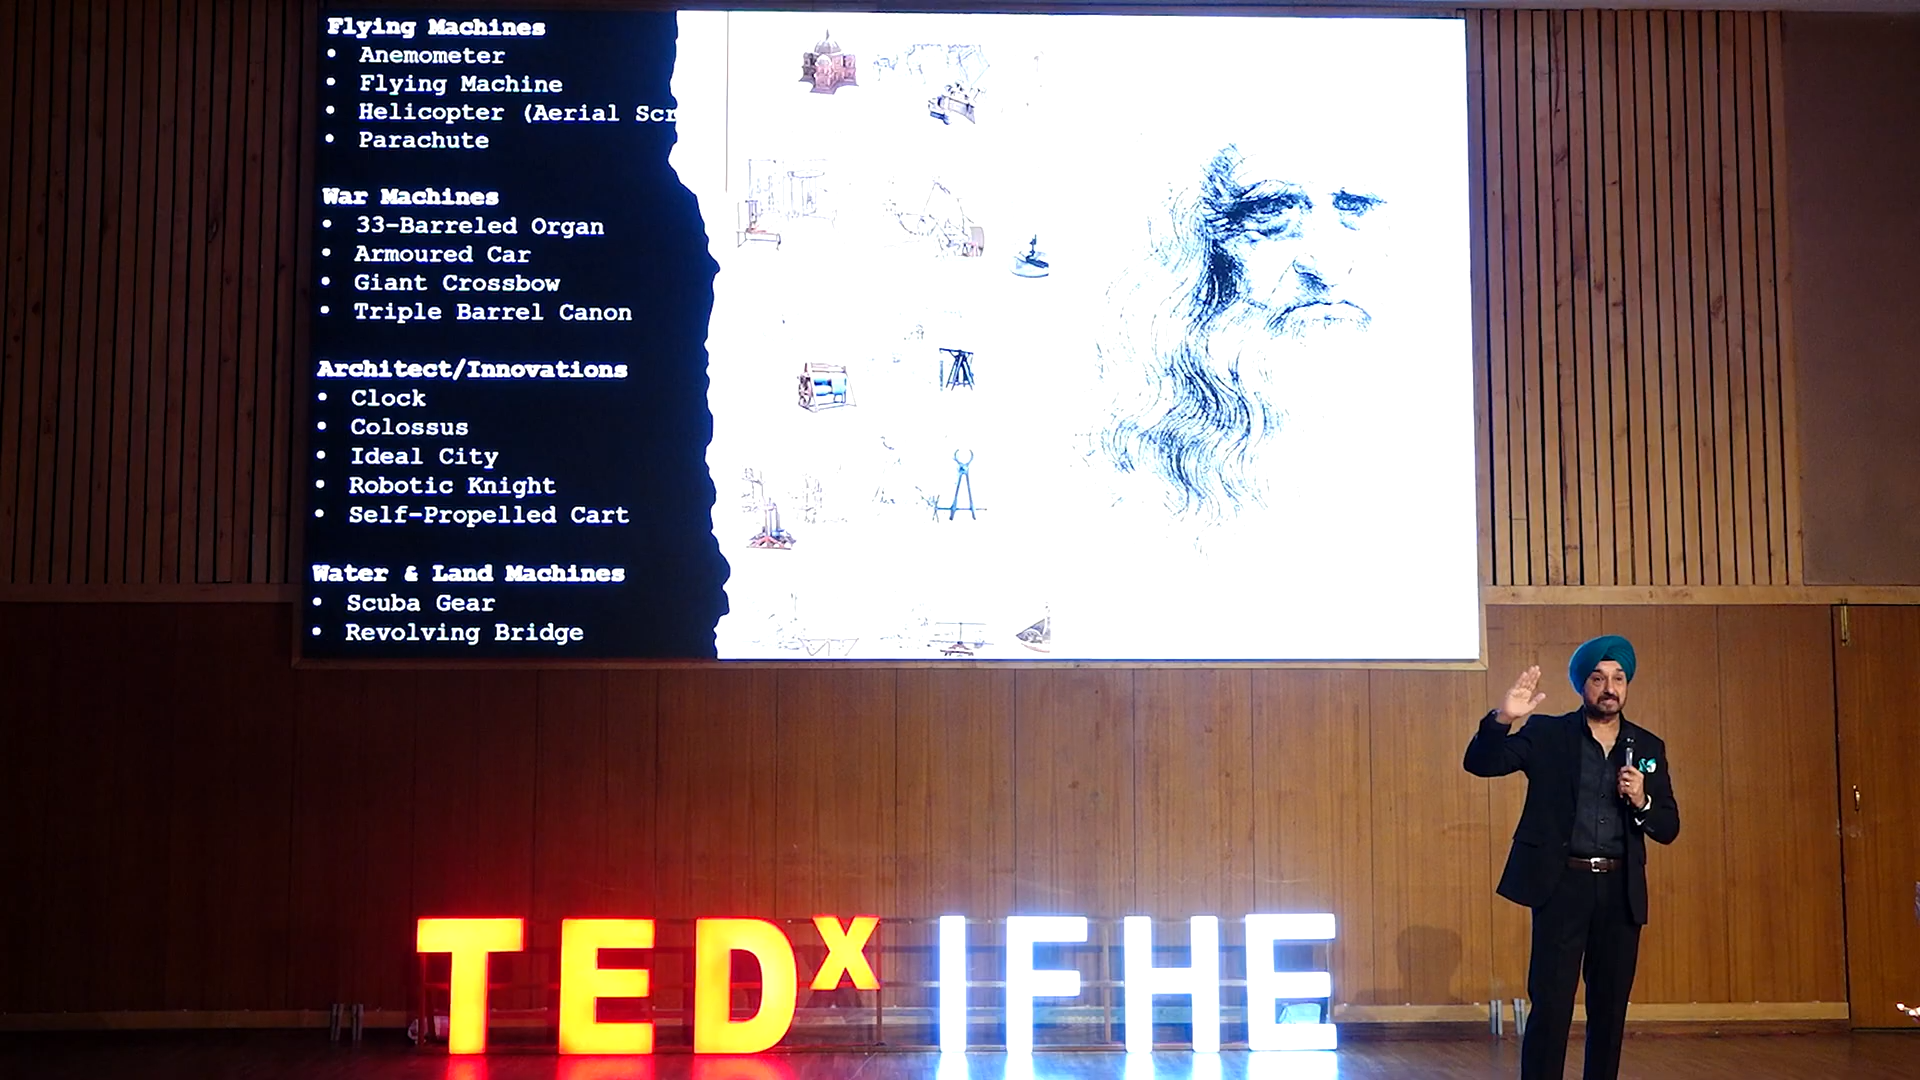 Flying Machines
• Anemometer
• Flying Machine
• Helicopter (Aerial Scr
• Parachute
War Machines
• 33-Barreled Organ
• Armoured Car
• Giant Crossbow
• Triple Barrel Canon
Architect/Innovations
• Clock
• Colossus
• Ideal City
• Robotic Knight
• Self-Propelled Cart
Water & Land Machines
• Scuba Gear
• Revolving Bridge
TEDx IFHE